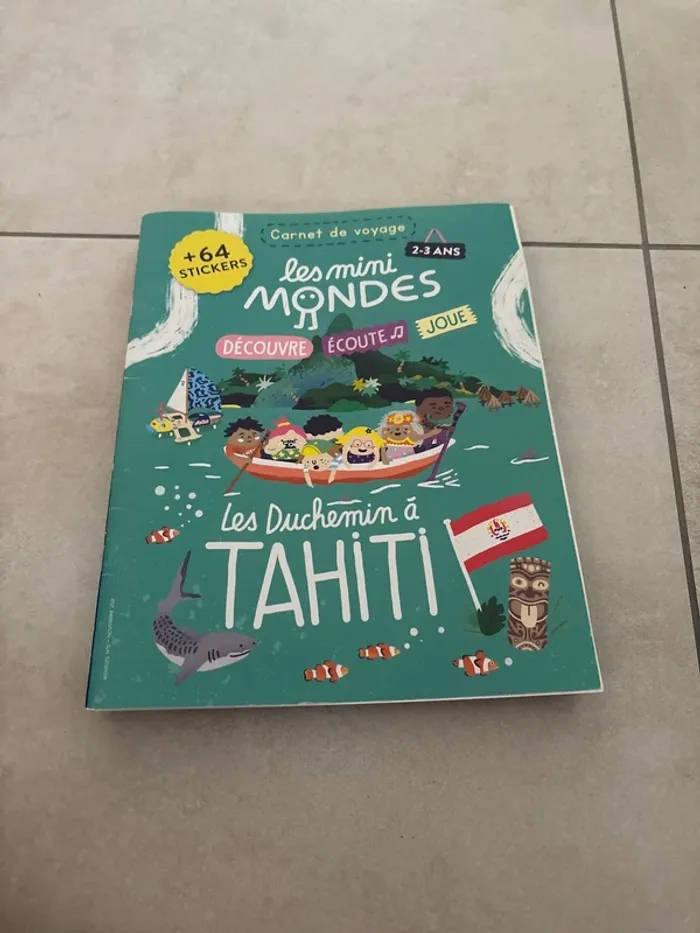 Carnet de voyage
+64
STICKERS
2-3 ANS
les mini
MONDES
DÉCOUVRE
ÉCOUTE ♫
JOUE
Les Duchemin à
TAHITI